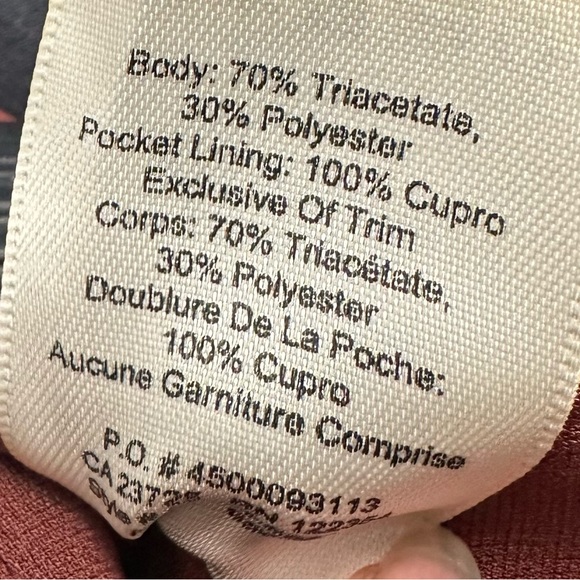 Body: 70% Triacetate,
30% Polyester
Pocket Lining: 100% Cupro
Exclusive Of Trim
Corps: 70% Triacétate,
30% Polyester
Doublure De La Poche:
100% Cupro
Aucune Garniture Comprise
P.O. # 4500093113
CA